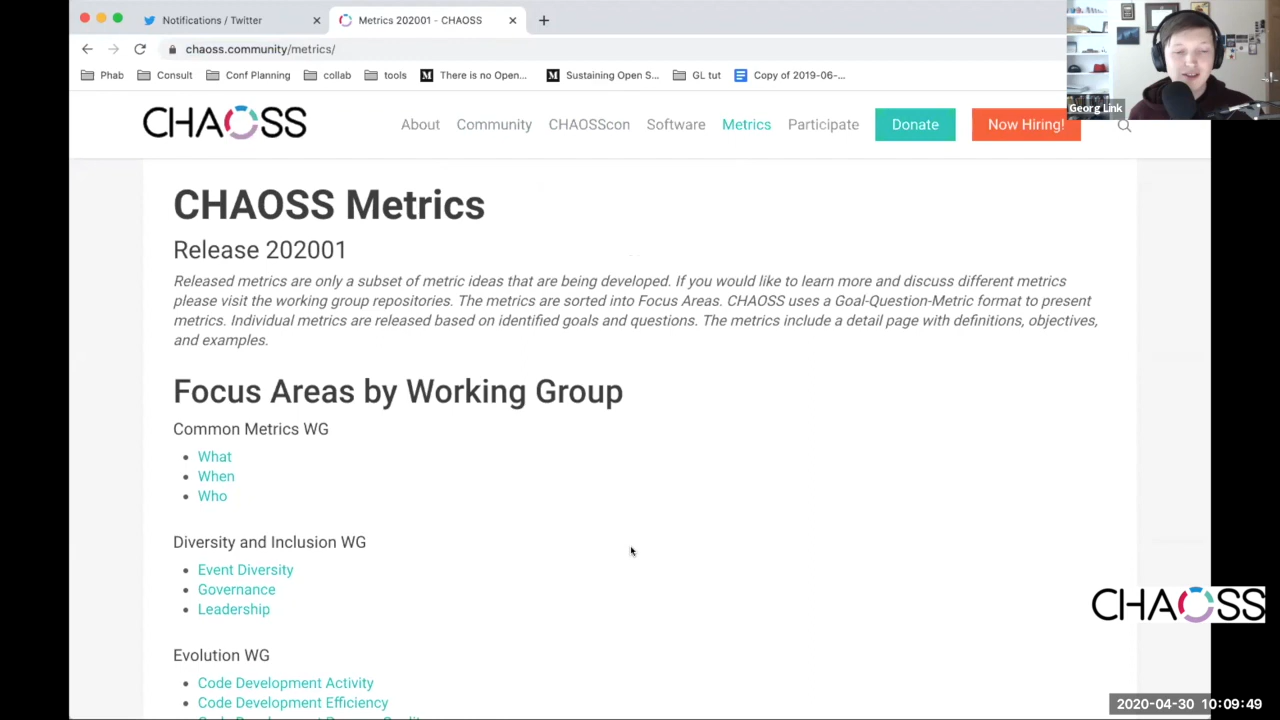 Notifications / Twitter
Metrics 202001 - CHAOSS
chaoss.community/metrics/
Phab
Consult
Conf Planning
collab
tools
There is no Open...
Sustaining Open S...
GL tut
Copy of 2019-06-...
Georg Link
CHAOSS
About
Community
CHAOSScon
Software
Metrics
Participate
Donate
Now Hiring!
CHAOSS Metrics
Release 202001
Released metrics are only a subset of metric ideas that are being developed. If you would like to learn more and discuss different metrics
please visit the working group repositories. The metrics are sorted into Focus Areas. CHAOSS uses a Goal-Question-Metric format to present
metrics. Individual metrics are released based on identified goals and questions. The metrics include a detail page with definitions, objectives,
and examples.
Focus Areas by Working Group
Common Metrics WG
What
When
Who
Diversity and Inclusion WG
Event Diversity
Governance
Leadership
CHAOSS
Evolution WG
Code Development Activity
Code Development Efficiency
2020-04-30 10:09:49